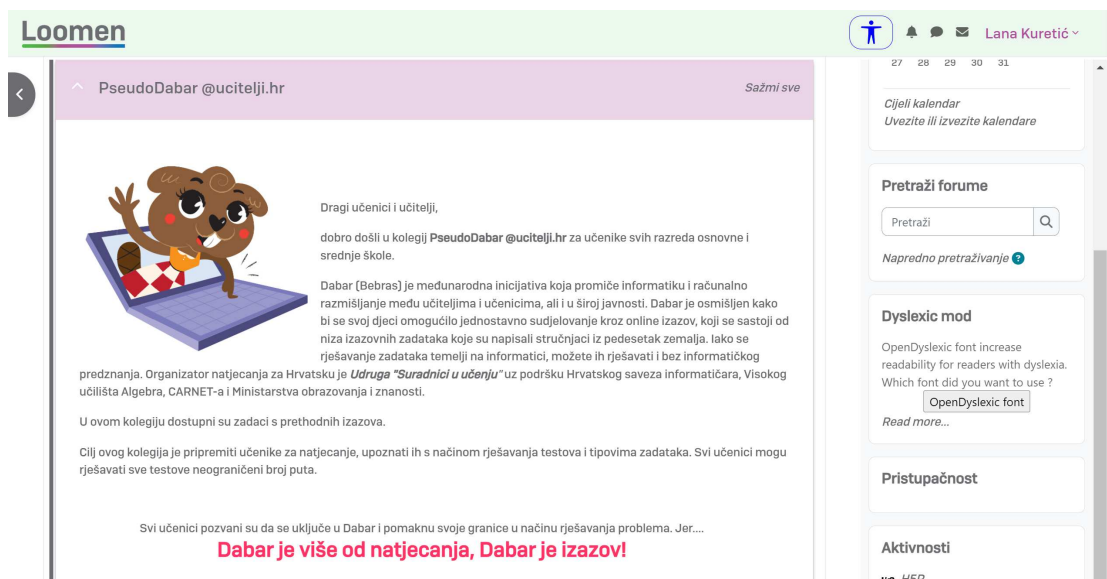 Loomen
Lana Kuretić
PseudoDabar @ucitelji.hr
Sažmi sve
Dragi učenici i učitelji,
dobro došli u kolegij PseudoDabar @ucitelji.hr za učenike svih razreda osnovne i
srednje škole.
Dabar (Bebras) je međunarodna inicijativa koja promiče informatiku i računalno
razmišljanje među učiteljima i učenicima, ali i u široj javnosti. Dabar je osmišljen kako
bi se svoj djeci omogućilo jednostavno sudjelovanje kroz online izazov, koji se sastoji od
niza izazovnih zadataka koje su napisali stručnjaci iz pedesetak zemalja. Iako se
rješavanje zadataka temelji na informatici, možete ih rješavati i bez informatičkog
predznanja. Organizator natjecanja za Hrvatsku je Udruga "Suradnici u učenju" uz podršku Hrvatskog saveza informatičara, Visokog
učilišta Algebra, CARNET-a i Ministarstva obrazovanja i znanosti.
U ovom kolegiju dostupni su zadaci s prethodnih izazova.
Cilj ovog kolegija je pripremiti učenike za natjecanje, upoznati ih s načinom rješavanja testova i tipovima zadataka. Svi učenici mogu
rješavati sve testove neograničeni broj puta.
Svi učenici pozvani su da se uključe u Dabar i pomaknu svoje granice u načinu rješavanja problema. Jer....
Dabar je više od natjecanja, Dabar je izazov!
27 28 29 30 31
Cijeli kalendar
Uvezite ili izvezite kalendare
Pretraži forume
Pretraži
Napredno pretraživanje
Dyslexic mod
OpenDyslexic font increase
readability for readers with dyslexia.
Which font did you want to use ?
OpenDyslexic font
Read more...
Pristupačnost
Aktivnosti